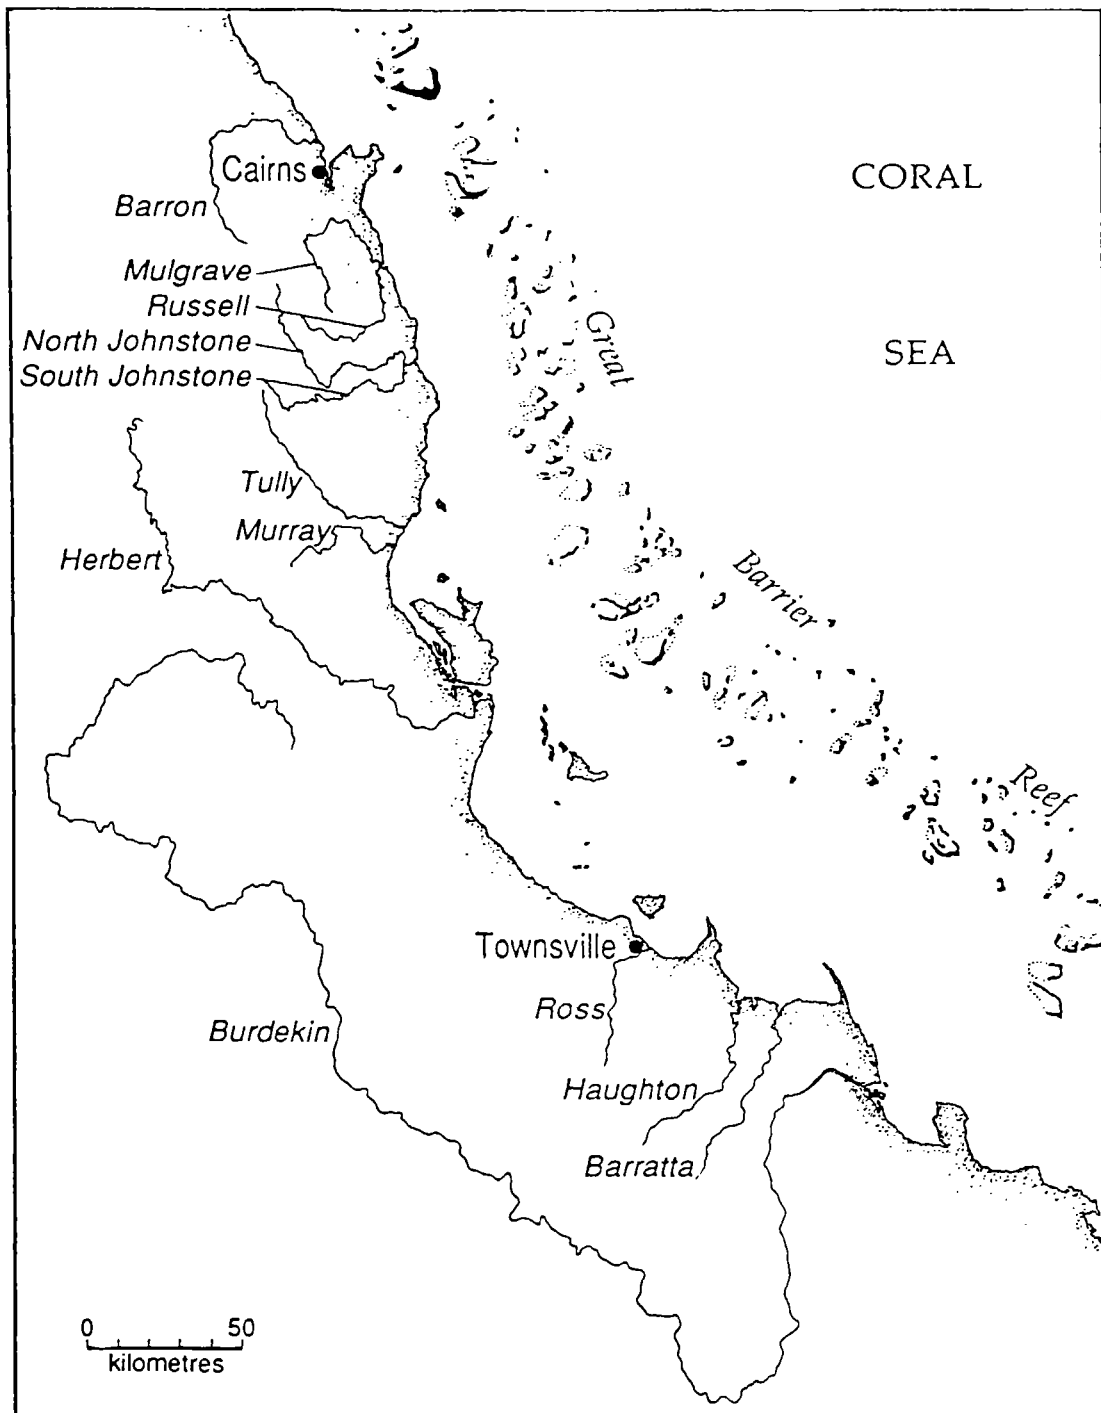 CORAL
SEA
Cairns
Barron
Mulgrave
Russell
North Johnstone
South Johnstone
Great
Tully
Murray
Herbert
Barrier
Reef
Townsville
Ross
Burdekin
Haughton
Barratta
0 50
kilometres